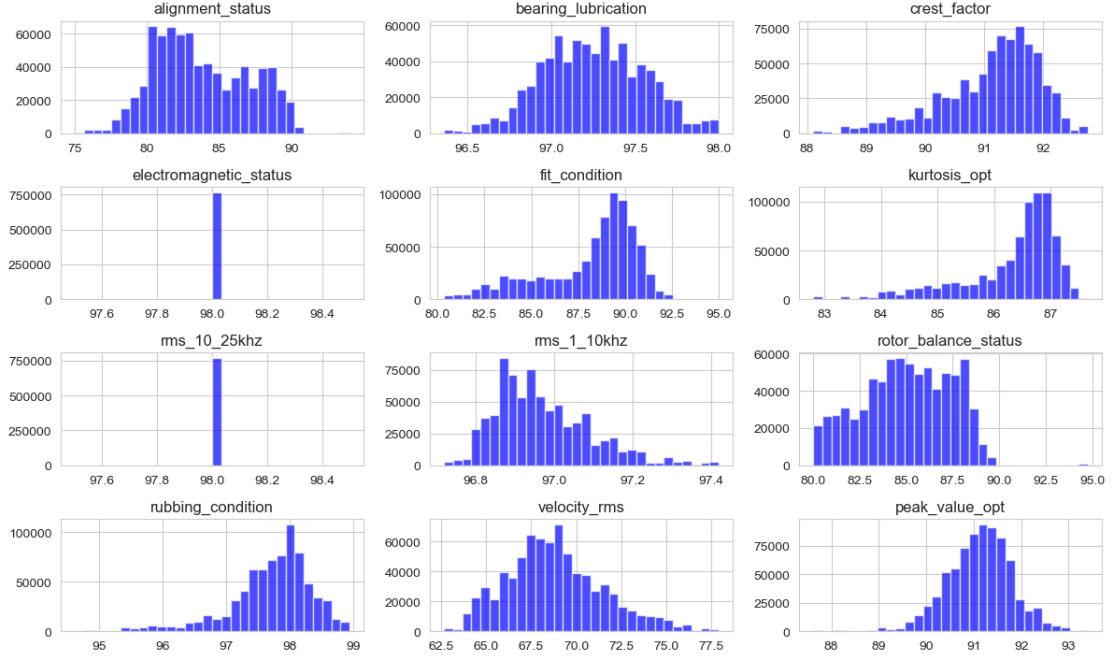 alignment_status
60000
40000
20000
0
75 80 85 90
bearing_lubrication
60000
40000
20000
0
96.5 97.0 97.5 98.0
crest_factor
75000
50000
25000
0
88 89 90 91 92
electromagnetic_status
750000
500000
250000
0
97.6 97.8 98.0 98.2 98.4
fit_condition
100000
50000
0
80.0 82.5 85.0 87.5 90.0 92.5 95.0
kurtosis_opt
100000
50000
0
83 84 85 86 87
rms_10_25khz
750000
500000
250000
0
97.6 97.8 98.0 98.2 98.4
rms_1_10khz
75000
50000
25000
0
96.8 97.0 97.2 97.4
rotor_balance_status
60000
40000
20000
0
80.0 82.5 85.0 87.5 90.0 92.5 95.0
rubbing_condition
100000
50000
0
95 96 97 98 99
velocity_rms
60000
40000
20000
0
62.5 65.0 67.5 70.0 72.5 75.0 77.5
peak_value_opt
75000
50000
25000
0
88 89 90 91 92 93